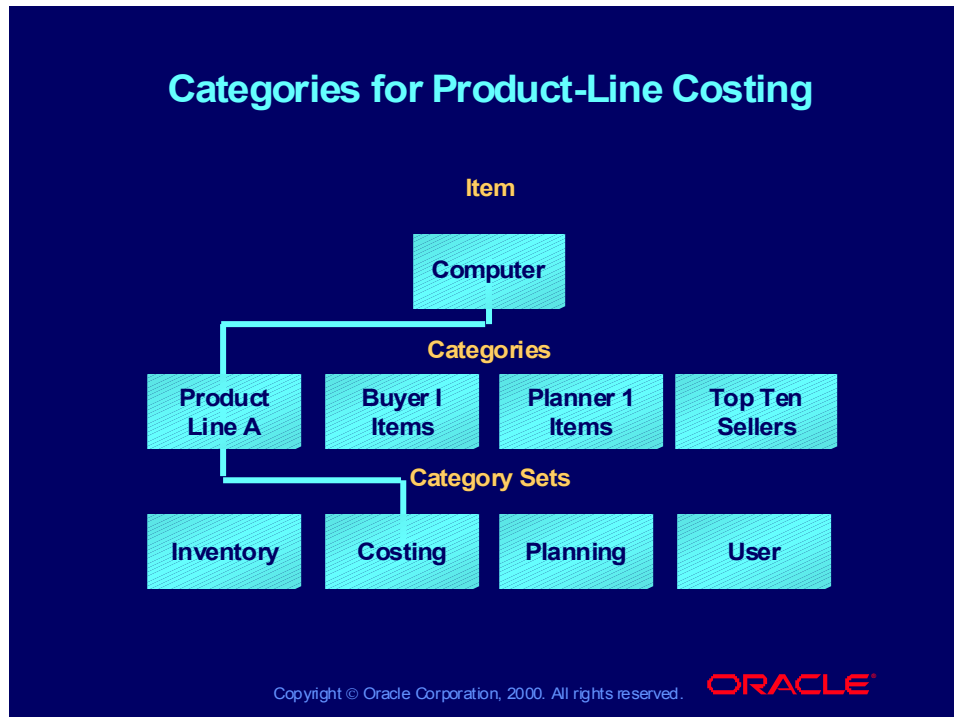 Categories for Product-Line Costing
Item
Computer
Categories
Product
Line A
Buyer I
Items
Planner 1
Items
Top Ten
Sellers
Category Sets
Inventory
Costing
Planning
User
Copyright © Oracle Corporation, 2000. All rights reserved.
ORACLE®